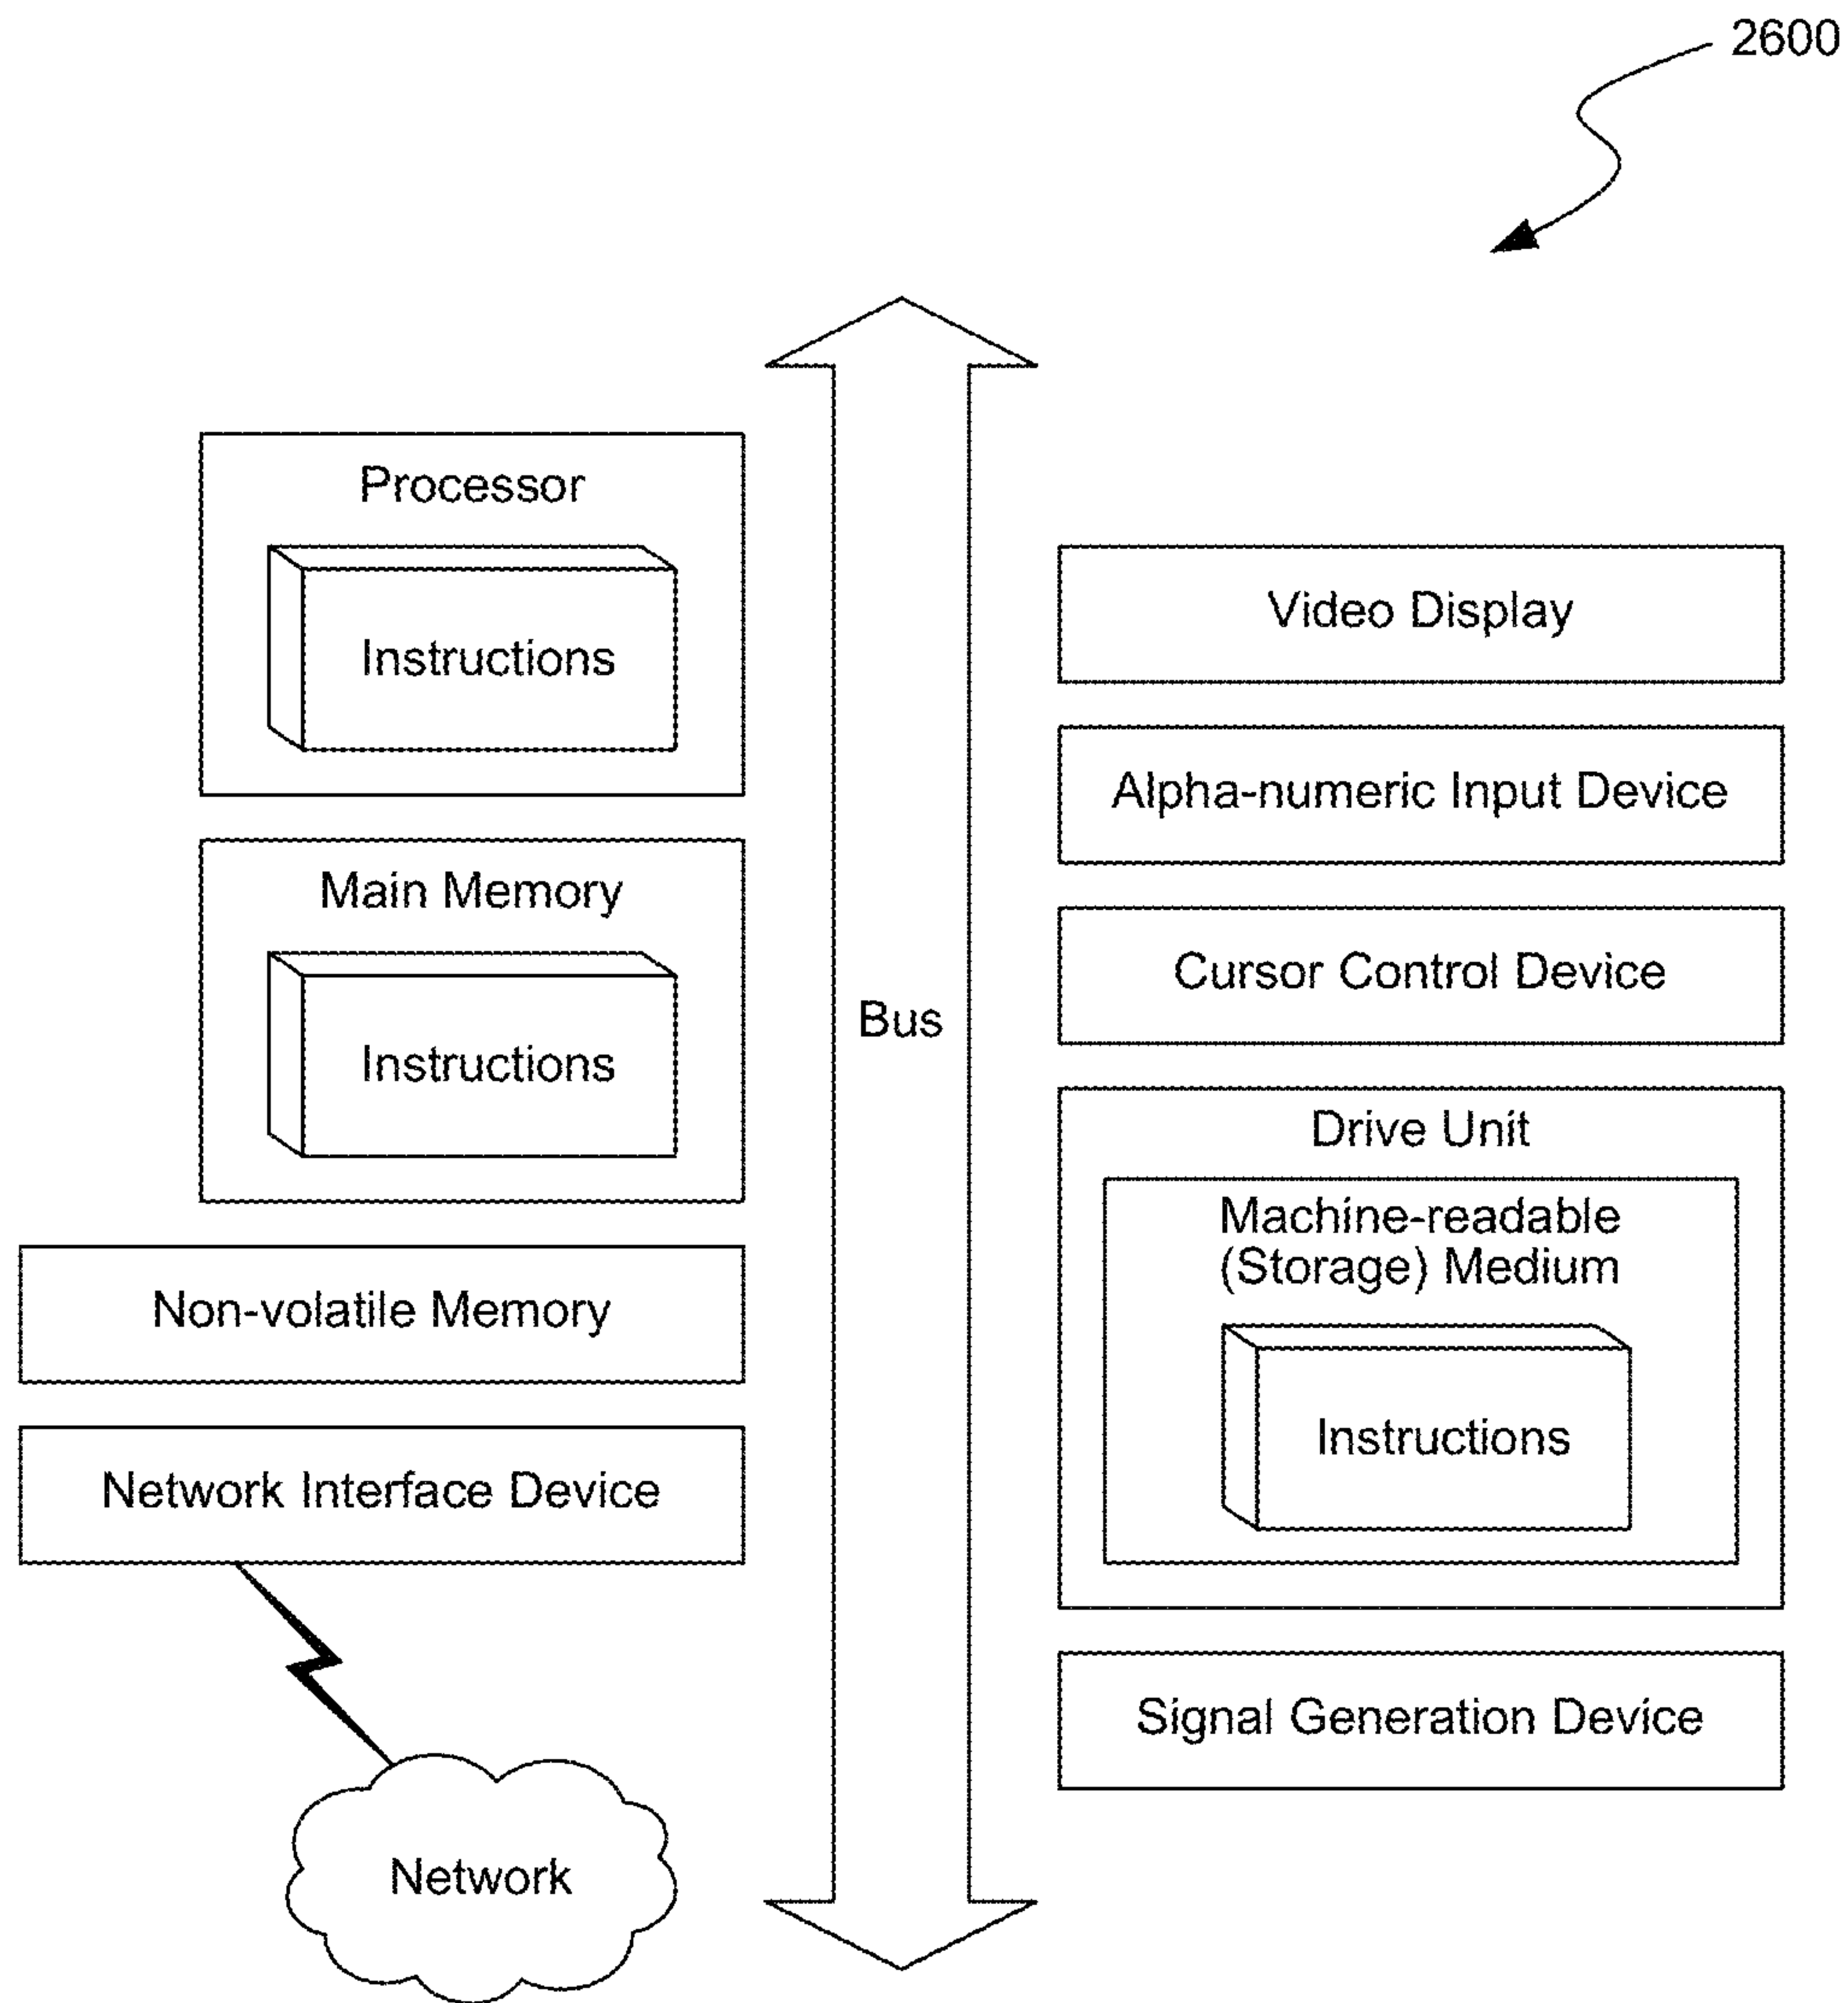 2600
Processor
Instructions
Main Memory
Instructions
Non-volatile Memory
Network Interface Device
Network
Bus
Video Display
Alpha-numeric Input Device
Cursor Control Device
Drive Unit
Machine-readable
(Storage) Medium
Instructions
Signal Generation Device